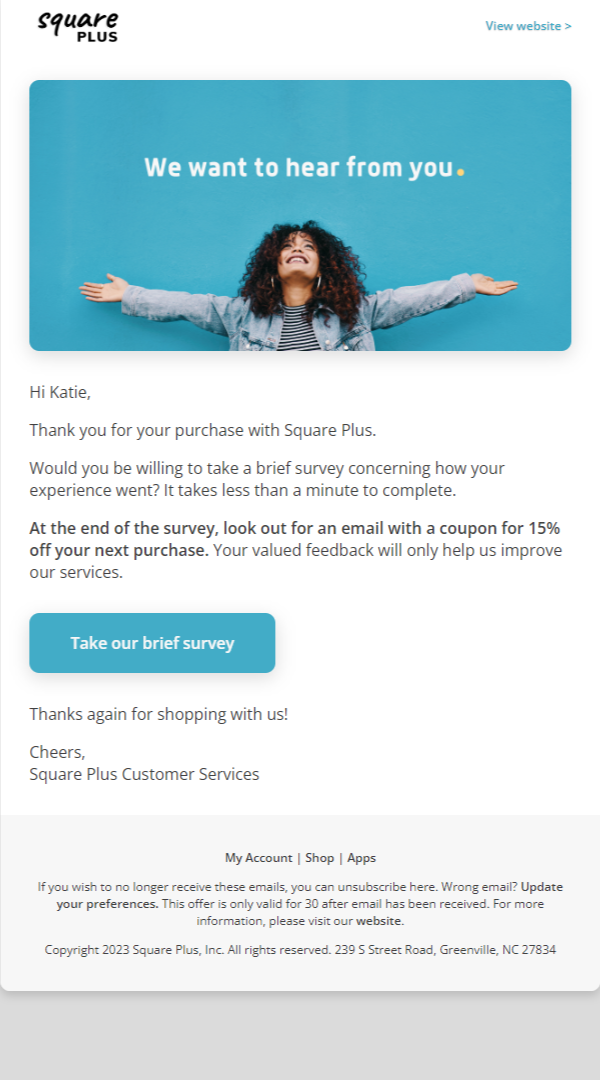 square
PLUS
View website >
We want to hear from you.
Hi Katie,
Thank you for your purchase with Square Plus.
Would you be willing to take a brief survey concerning how your
experience went? It takes less than a minute to complete.
At the end of the survey, look out for an email with a coupon for 15%
off your next purchase. Your valued feedback will only help us improve
our services.
Take our brief survey
Thanks again for shopping with us!
Cheers,
Square Plus Customer Services
My Account | Shop | Apps
If you wish to no longer receive these emails, you can unsubscribe here. Wrong email? Update
your preferences. This offer is only valid for 30 after email has been received. For more
information, please visit our website.
Copyright 2023 Square Plus, Inc. All rights reserved. 239 S Street Road, Greenville, NC 27834